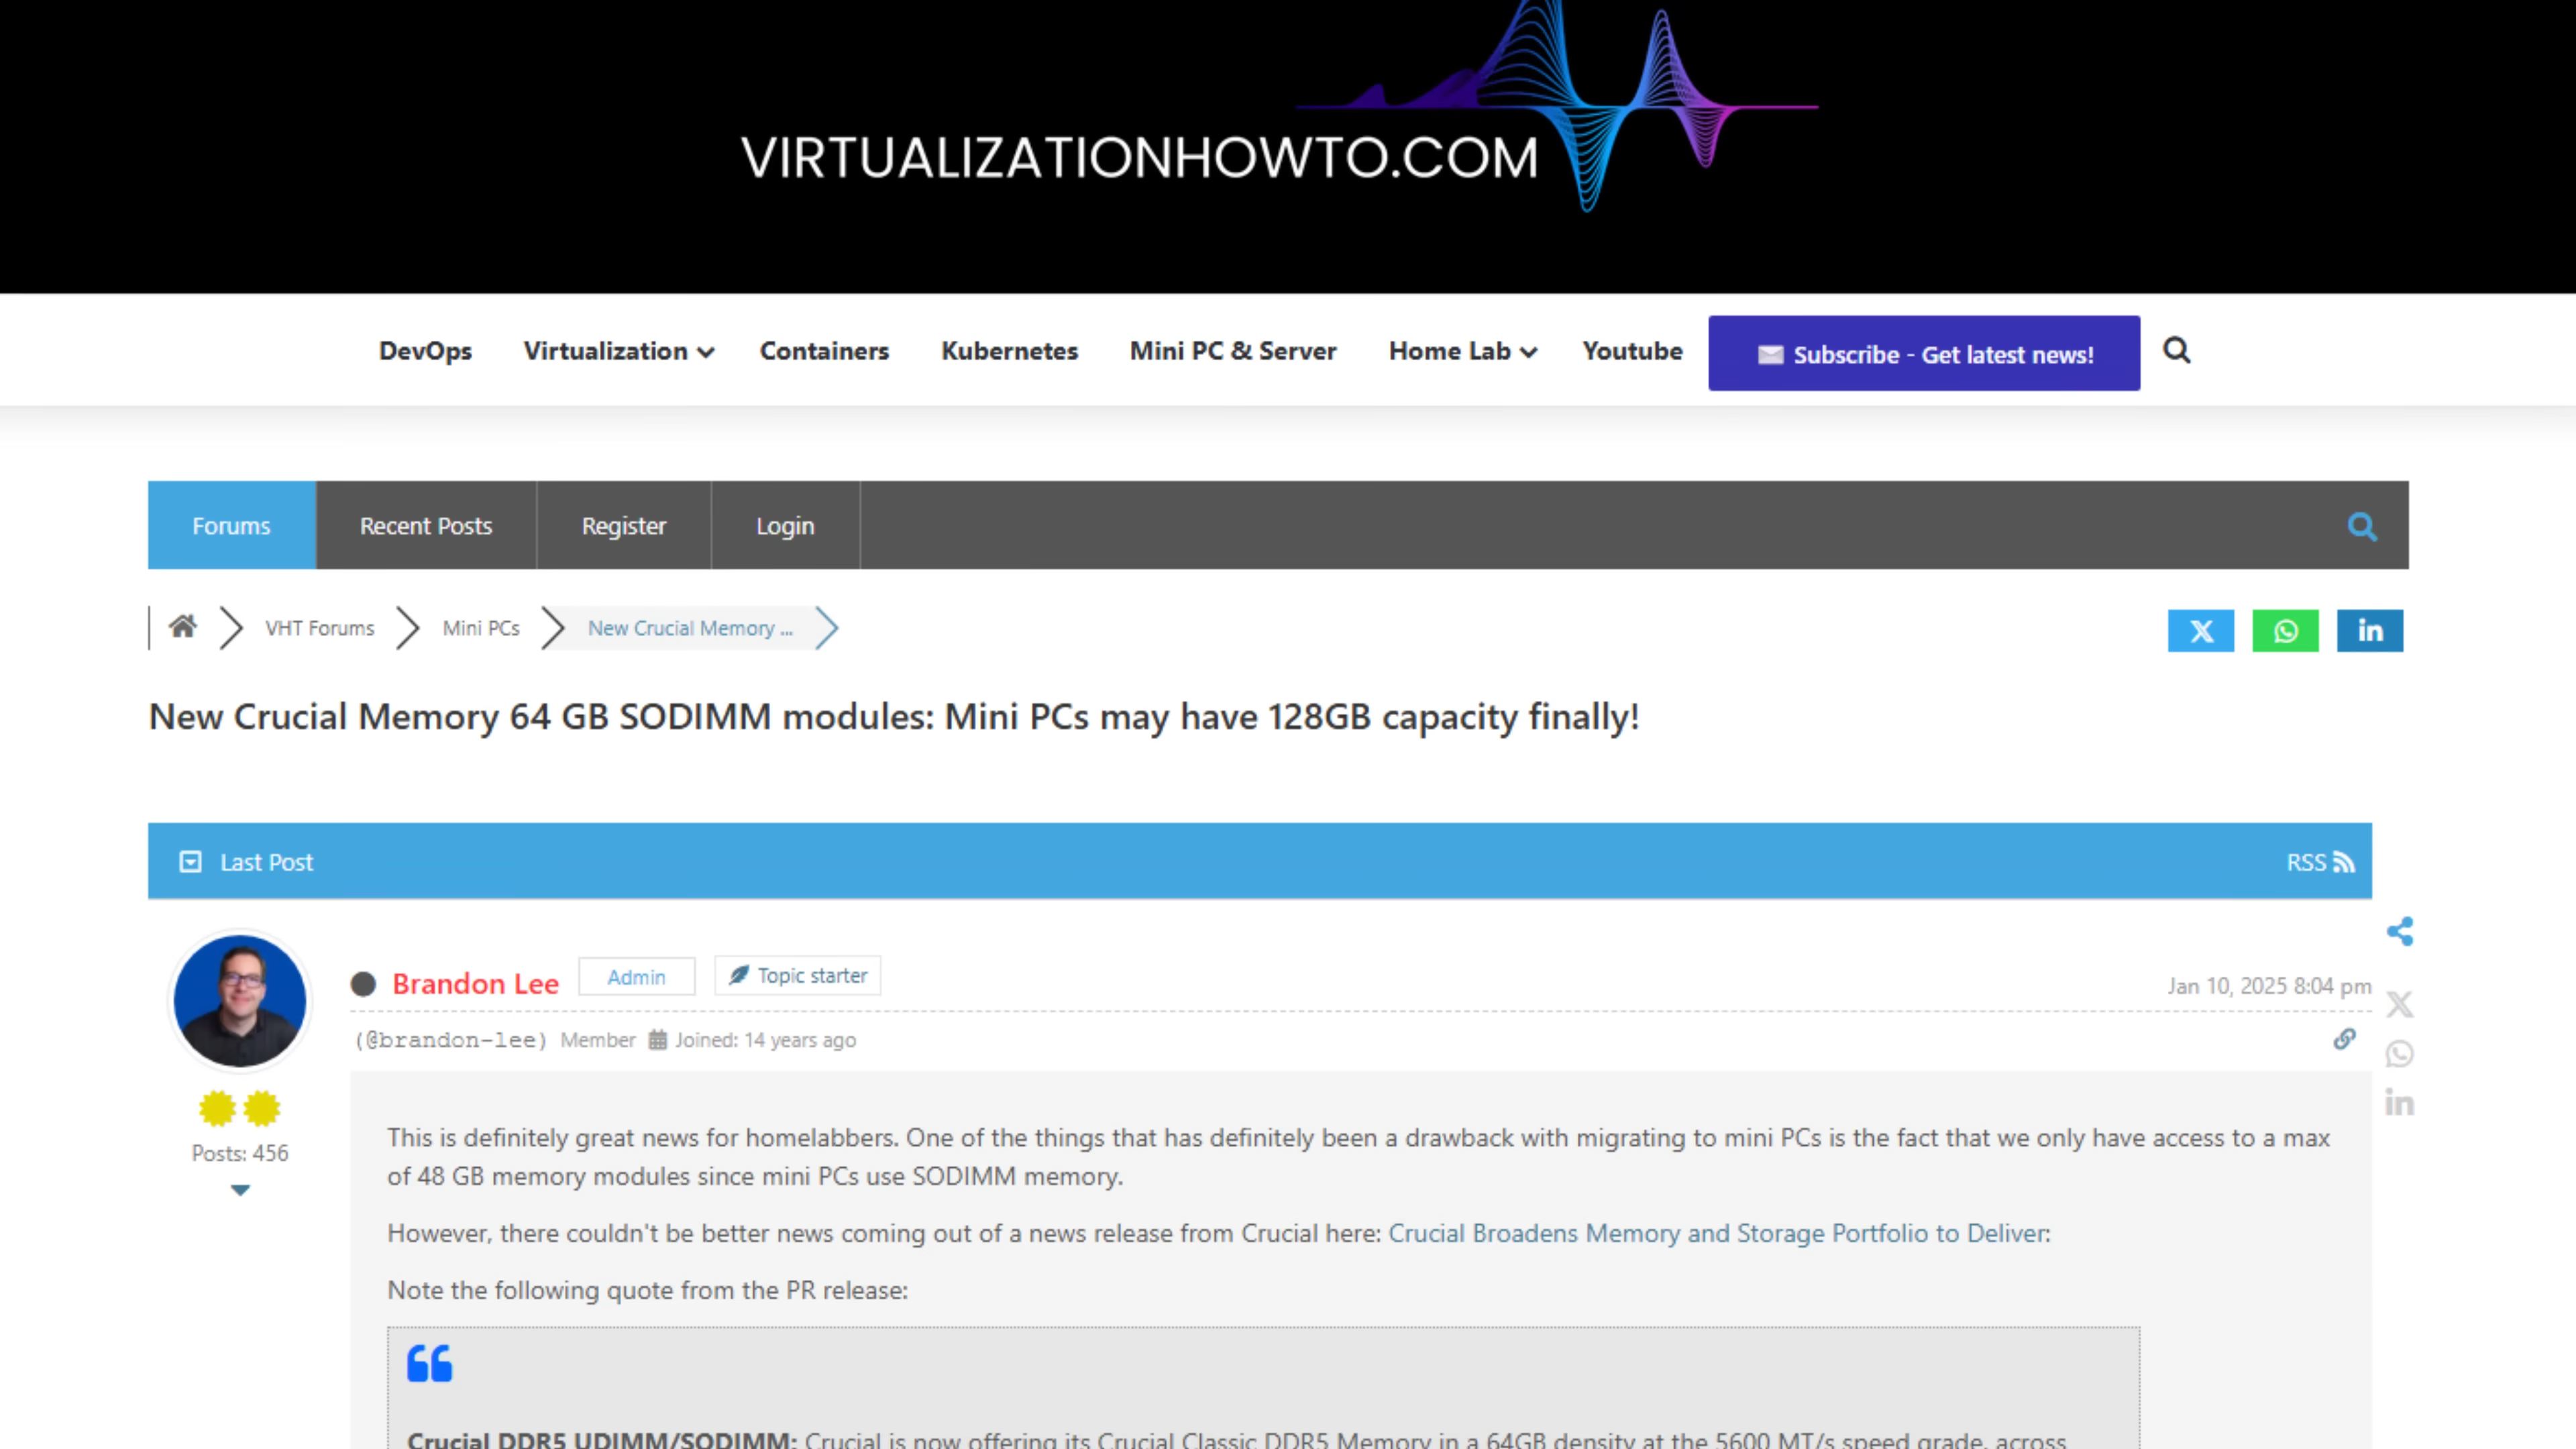 VIRTUALIZATIONHOWTO.COM
DevOps Virtualization Containers Kubernetes Mini PC & Server Home Lab Youtube Subscribe - Get latest news!
Forums Recent Posts Register Login
VHT Forums Mini PCs New Crucial Memory ...
New Crucial Memory 64 GB SODIMM modules: Mini PCs may have 128GB capacity finally!
Last Post RSS
Brandon Lee Admin Topic starter Jan 10, 2025 8:04 pm
(@brandon-lee) Member Joined: 14 years ago
Posts: 456
This is definitely great news for homelabbers. One of the things that has definitely been a drawback with migrating to mini PCs is the fact that we only have access to a max
of 48 GB memory modules since mini PCs use SODIMM memory.
However, there couldn't be better news coming out of a news release from Crucial here: Crucial Broadens Memory and Storage Portfolio to Deliver:
Note the following quote from the PR release:
Crucial DDR5 UDIMM/SODIMM: Crucial is now offering its Crucial Classic DDR5 Memory in a 64GB density at the 5600 MT/s speed grade, across